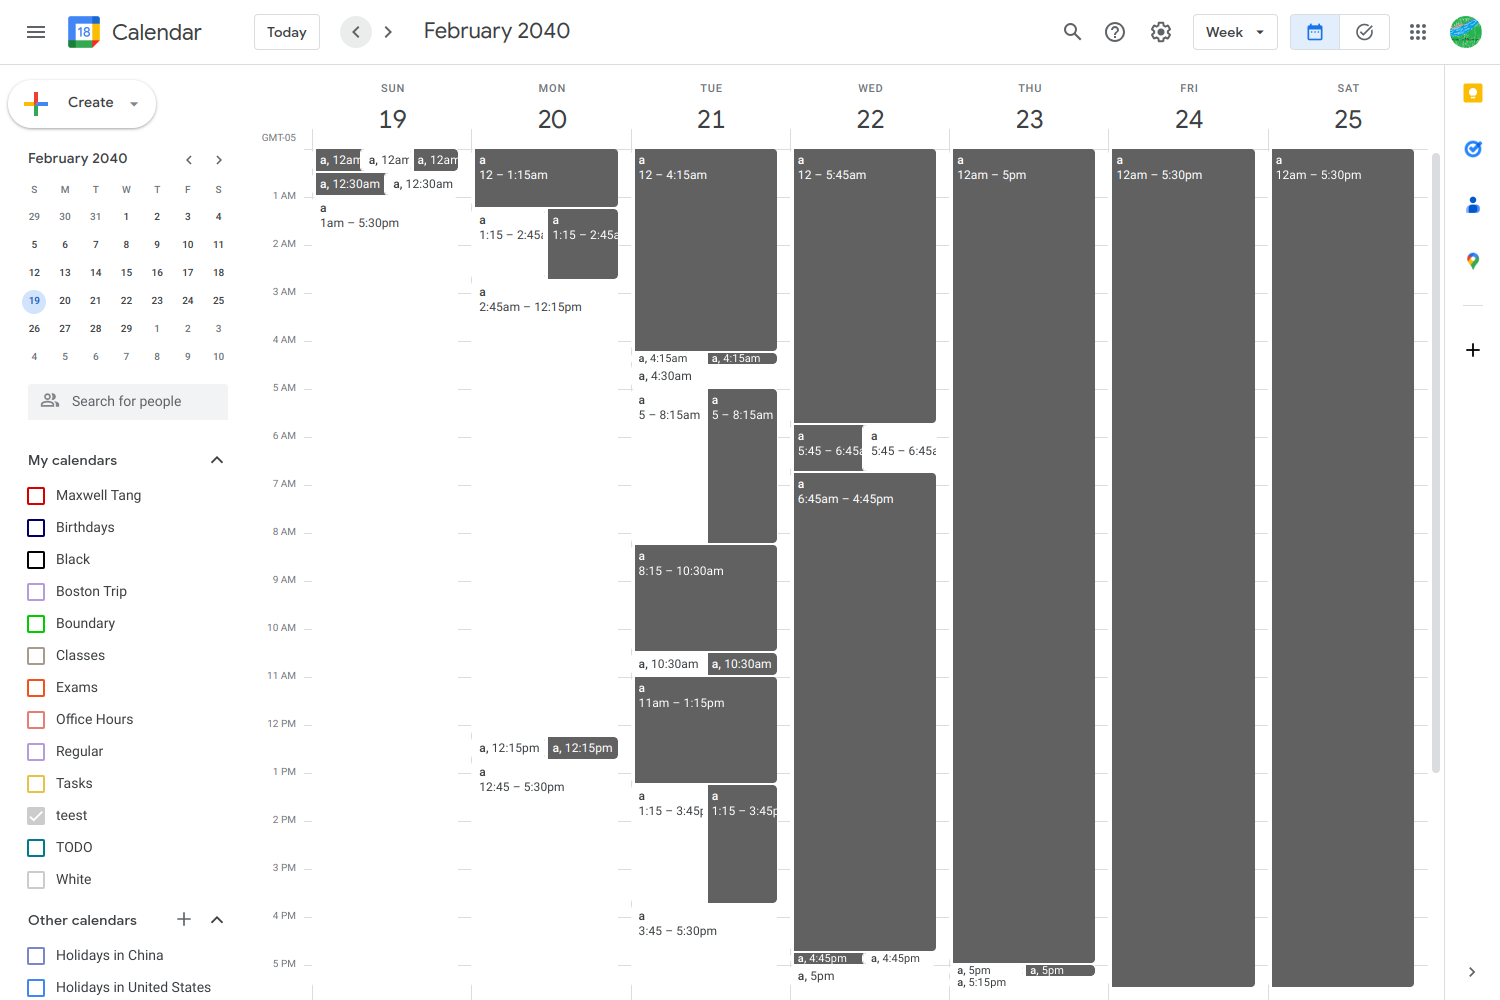 18 Calendar Today February 2040 Week
Create
February 2040
S M T W T F S
29 30 31 1 2 3 4
5 6 7 8 9 10 11
12 13 14 15 16 17 18
19 20 21 22 23 24 25
26 27 28 29 1 2 3
4 5 6 7 8 9 10
Search for people
My calendars
Maxwell Tang
Birthdays
Black
Boston Trip
Boundary
Classes
Exams
Office Hours
Regular
Tasks
teest
TODO
White
Other calendars
Holidays in China
Holidays in United States
SUN MON TUE WED THU FRI SAT
19 20 21 22 23 24 25
GMT-05
1 AM
2 AM
3 AM
4 AM
5 AM
6 AM
7 AM
8 AM
9 AM
10 AM
11 AM
12 PM
1 PM
2 PM
3 PM
4 PM
5 PM
a, 12am a, 12am a, 12am
a, 12:30am a, 12:30am
a
1am – 5:30pm
a
12 – 1:15am
a
1:15 – 2:45a
a
1:15 – 2:45a
a
2:45am – 12:15pm
a, 12:15pm a, 12:15pm
a
12:45 – 5:30pm
a
12 – 4:15am
a, 4:15am a, 4:15am
a, 4:30am
a
5 – 8:15am
a
5 – 8:15am
a
8:15 – 10:30am
a, 10:30am a, 10:30am
a
11am – 1:15pm
a
1:15 – 3:45p
a
1:15 – 3:45p
a
3:45 – 5:30pm
a
12 – 5:45am
a
5:45 – 6:45a
a
5:45 – 6:45a
a
6:45am – 4:45pm
a, 4:45pm a, 4:45pm
a, 5pm
a
12am – 5pm
a, 5pm a, 5pm
a, 5:15pm
a
12am – 5:30pm
a
12am – 5:30pm